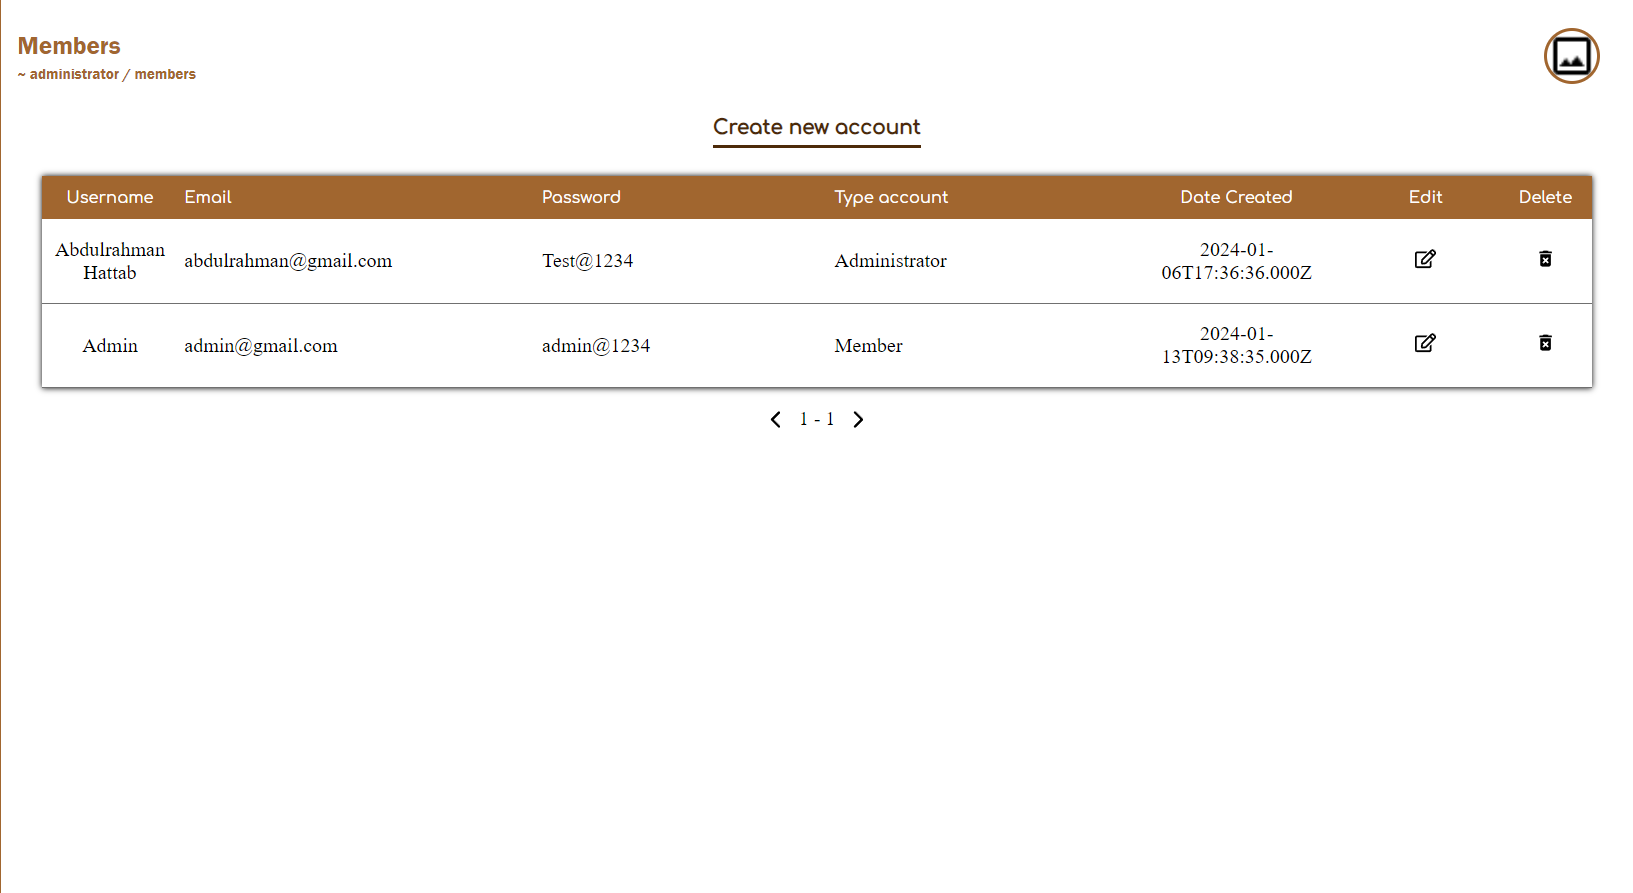 Members
~ administrator / members
Create new account
Username Email Password Type account Date Created Edit Delete
Abdulrahman
Hattab
abdulrahman@gmail.com Test@1234 Administrator
2024-01-
06T17:36:36.000Z
Admin admin@gmail.com admin@1234 Member
2024-01-
13T09:38:35.000Z
1 - 1